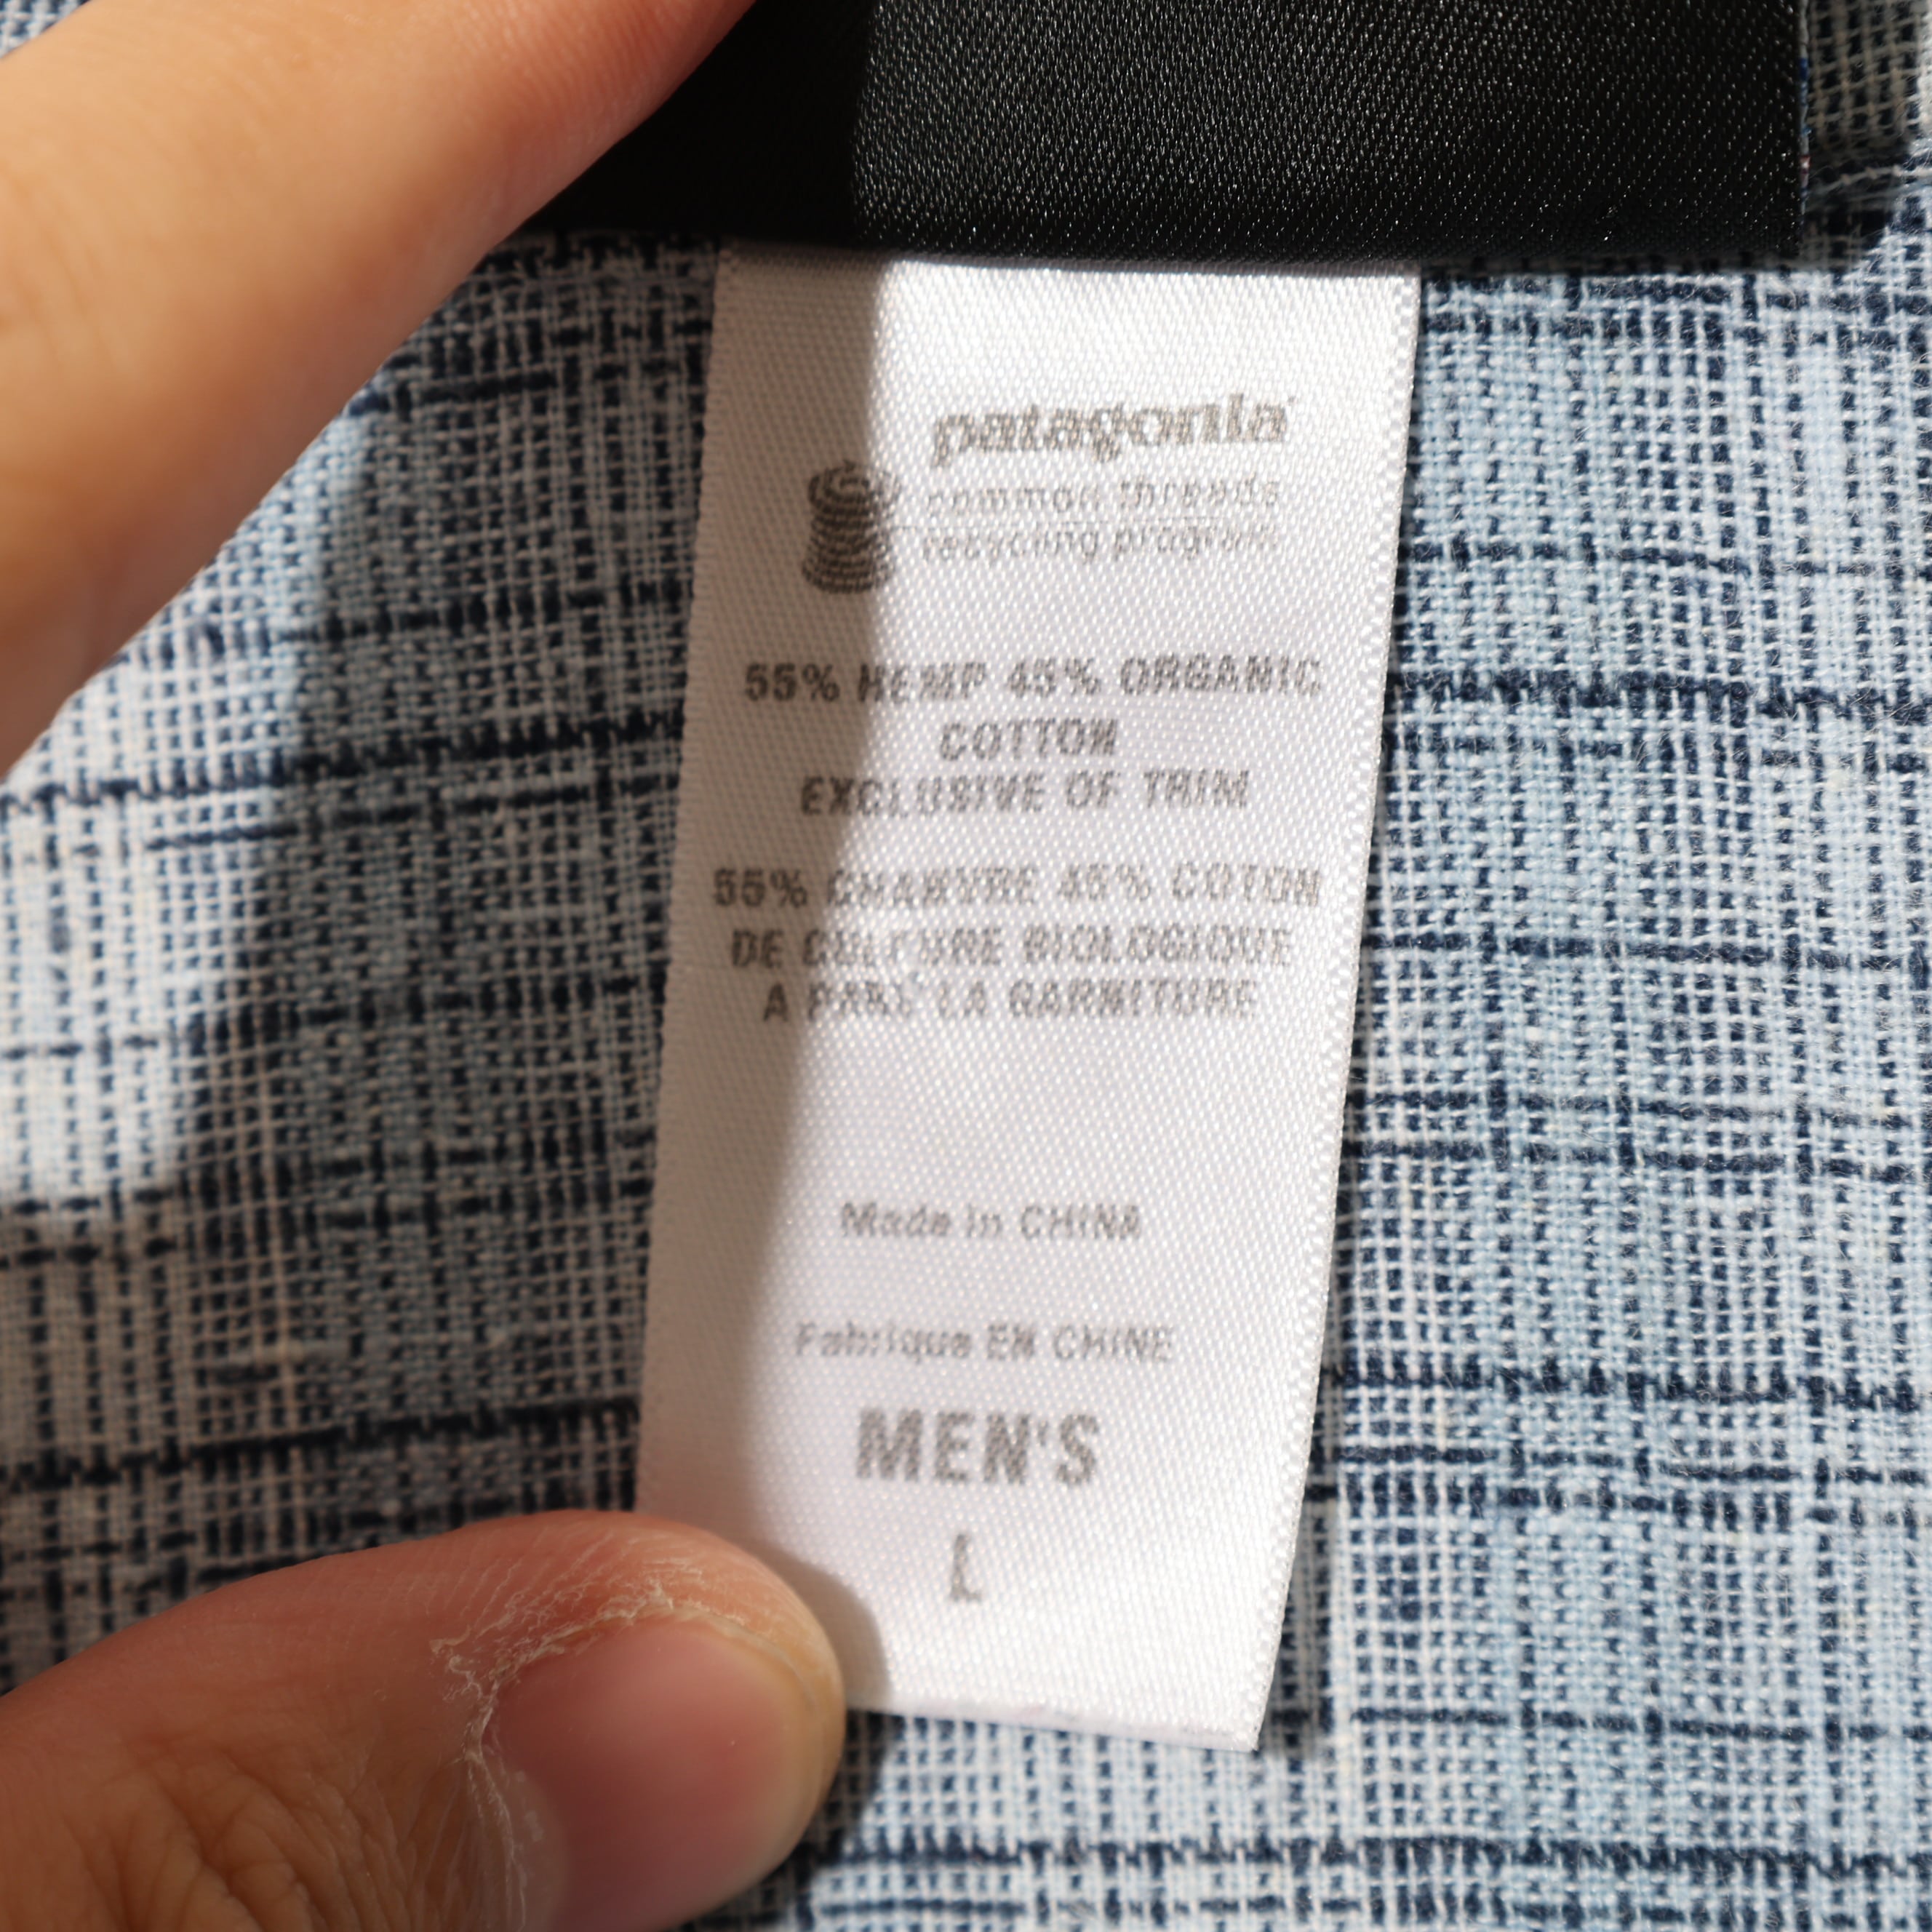 patagonia
common threads
recycling program
55% HEMP 45% ORGANIC
COTTON
EXCLUSIVE OF TRIM
55% CHANVRE 45% COTON
DE CULTURE BIOLOGIQUE
A PART LA GARNITURE
Made in CHINA
Fabrique EN CHINE
MEN'S
L